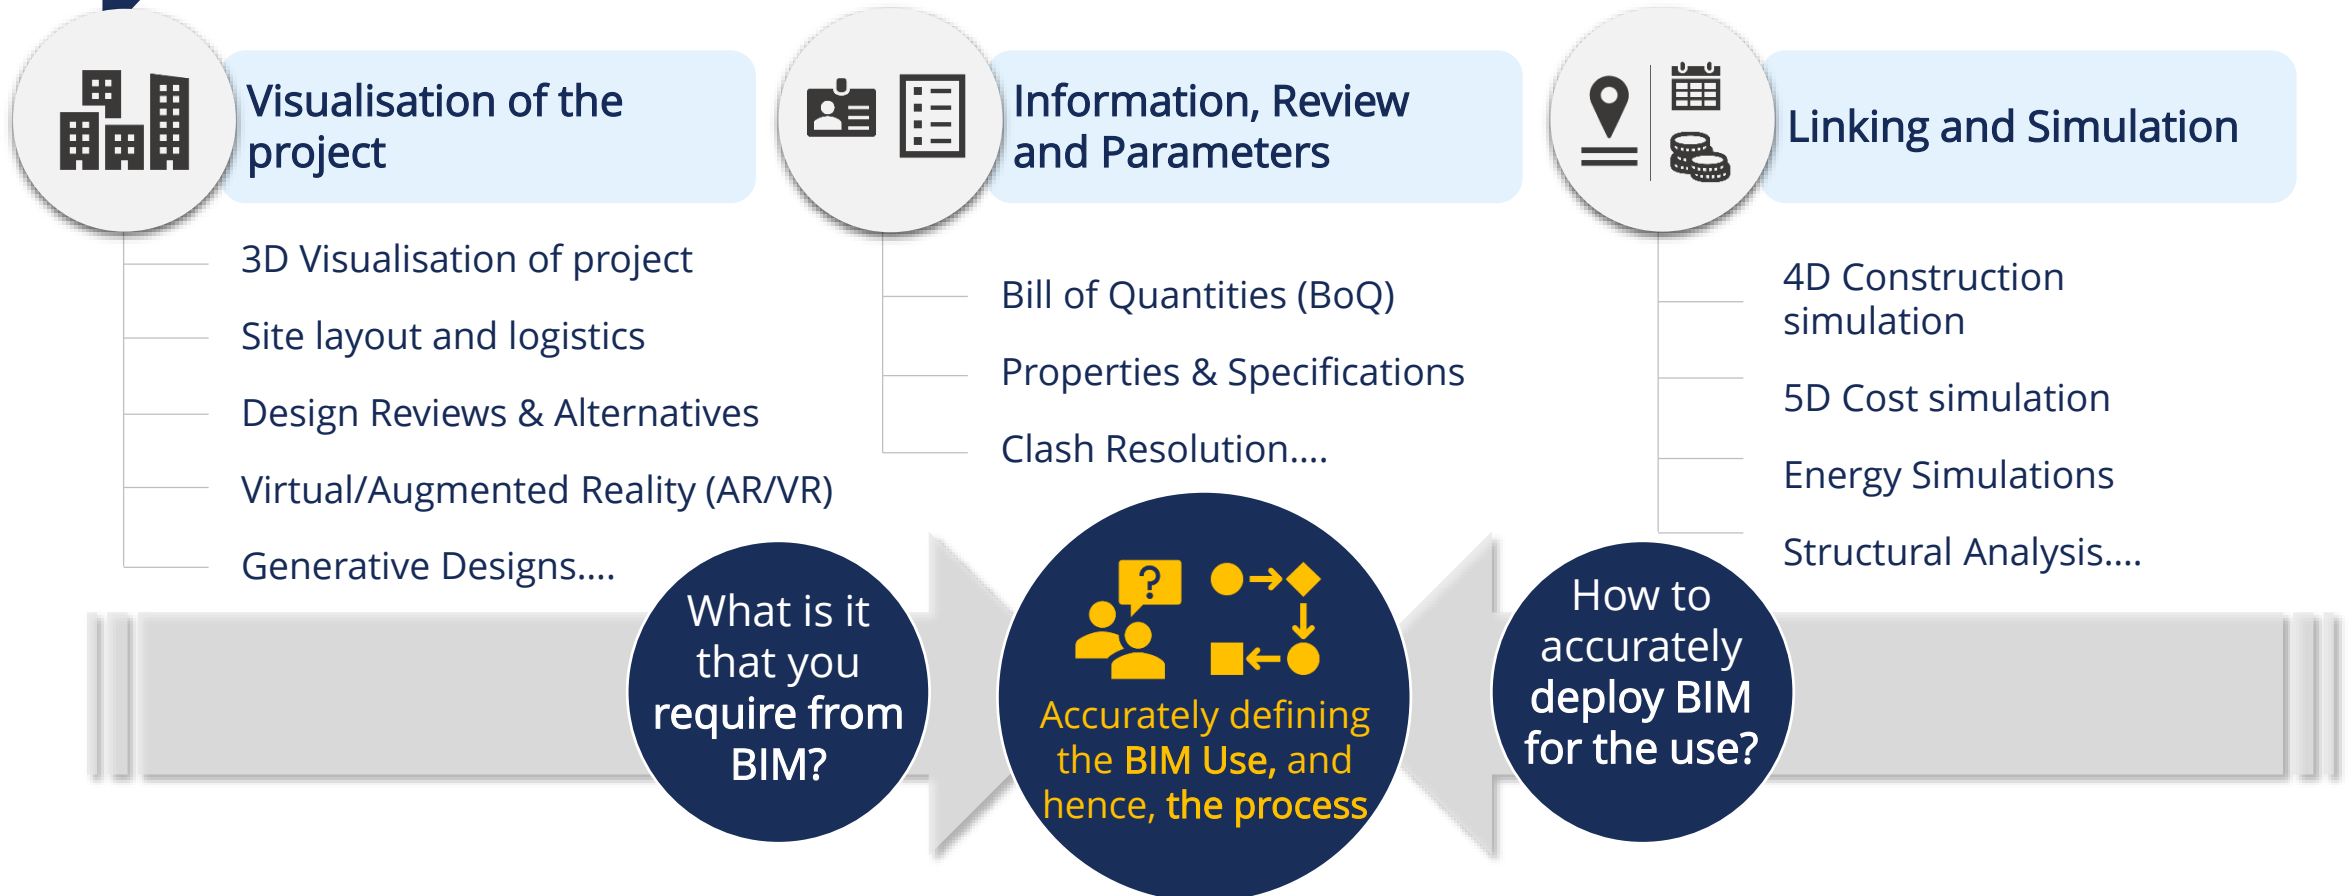 Visualisation of the
project
3D Visualisation of project
Site layout and logistics
Design Reviews & Alternatives
Virtual/Augmented Reality (AR/VR)
Generative Designs....
Information, Review
and Parameters
Bill of Quantities (BoQ)
Properties & Specifications
Clash Resolution....
Linking and Simulation
4D Construction
simulation
5D Cost simulation
Energy Simulations
Structural Analysis....
What is it
that you
require from
BIM?
?
Accurately defining
the BIM Use, and
hence, the process
How to
accurately
deploy BIM
for the use?